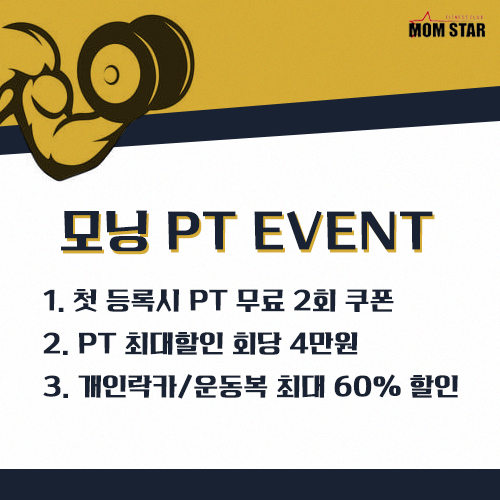 FITNESS CLUB
MOM STAR
모닝 PT EVENT
1. 첫 등록시 PT 무료 2회 쿠폰
2. PT 최대할인 회당 4만원
3. 개인락카/운동복 최대 60% 할인